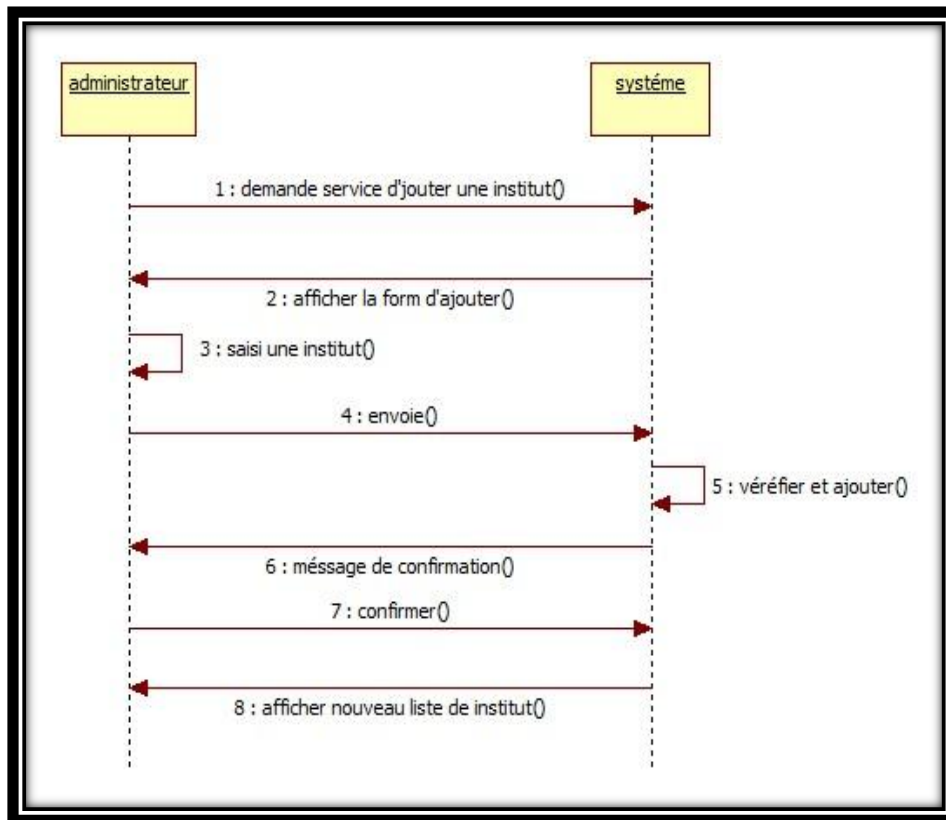 administrateur
systéme
1 : demande service d'jouter une institut()
2 : afficher la form d'ajouter()
3 : saisi une institut()
4 : envoie()
5 : véréfier et ajouter()
6 : méssage de confirmation()
7 : confirmer()
8 : afficher nouveau liste de institut()